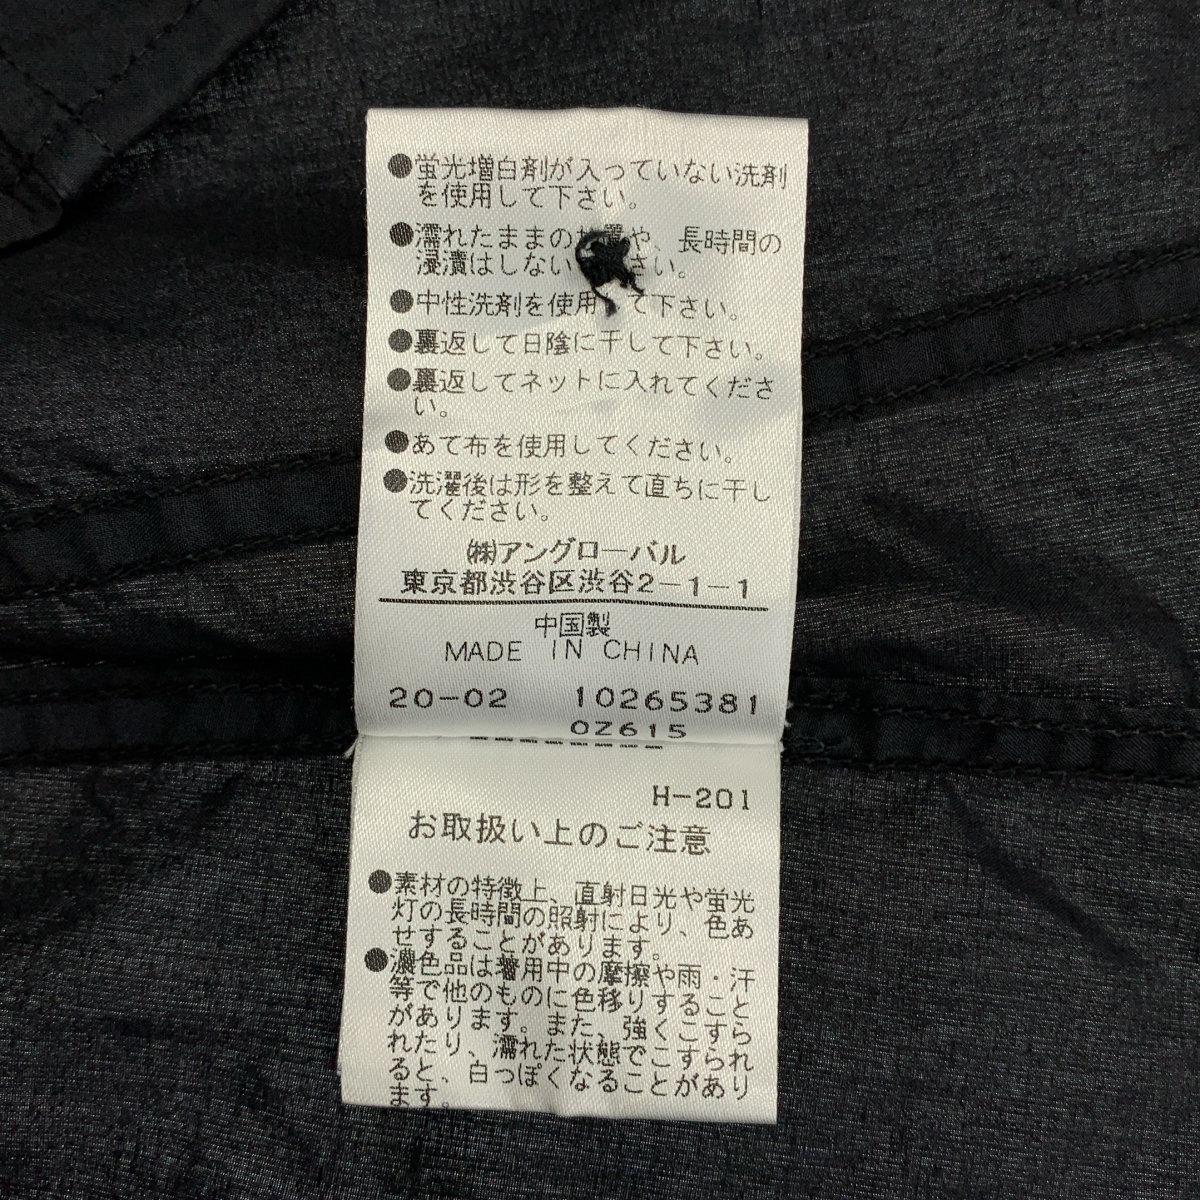 ●蛍光増白剤が入っていない洗剤
を使用して下さい。
●濡れたままの放置や、長時間の
浸漬はしない さい。
●中性洗剤を使用 て下さい。
●裏返して日陰に干して下さい。
●裏返してネットに入れてくださ
い。
●あて布を使用してください。
●洗濯後は形を整えて直ちに干し
てください。
㈱アングローバル
東京都渋谷区渋谷2-1-1
中国製
MADE IN CHINA
20-02 10265381
OZ615
H-201
お取扱い上のご注意
●素材の特徴上、直射日光や蛍光
灯の長時間の照射により、色あ
せすることがあります。
●濃色品は着用中の摩擦や雨・汗
等で他のものに色移りすること
があります。また、強くこすら
れたり、濡れた状態でこすられ
ると、白っぽくなることがあり
ます。